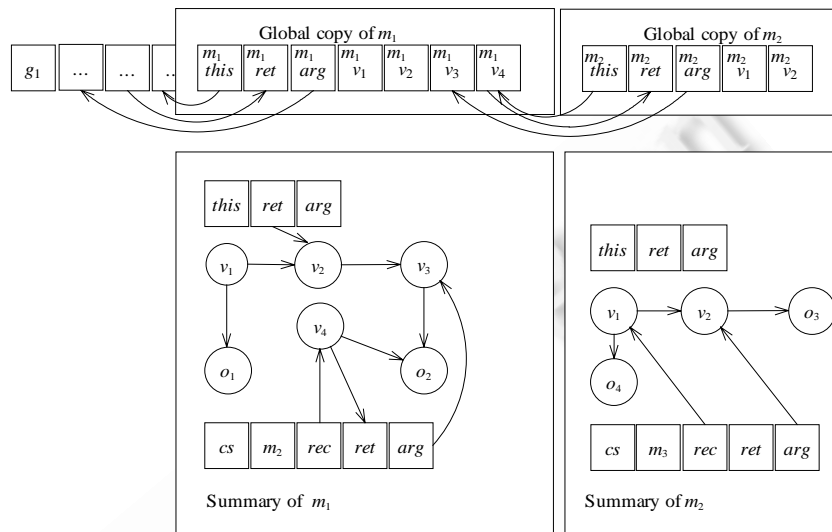 Global copy of m₁
Global copy of m₂
g₁ ... ... ... m₁ this m₁ ret m₁ arg m₁ v₁ m₁ v₂ m₁ v₃ m₁ v₄
m₂ this m₂ ret m₂ arg m₂ v₁ m₂ v₂
this ret arg
v₁ v₂ v₃
v₄
o₁ o₂
cs m₂ rec ret arg
Summary of m₁
this ret arg
v₁ v₂ o₃
o₄
cs m₃ rec ret arg
Summary of m₂